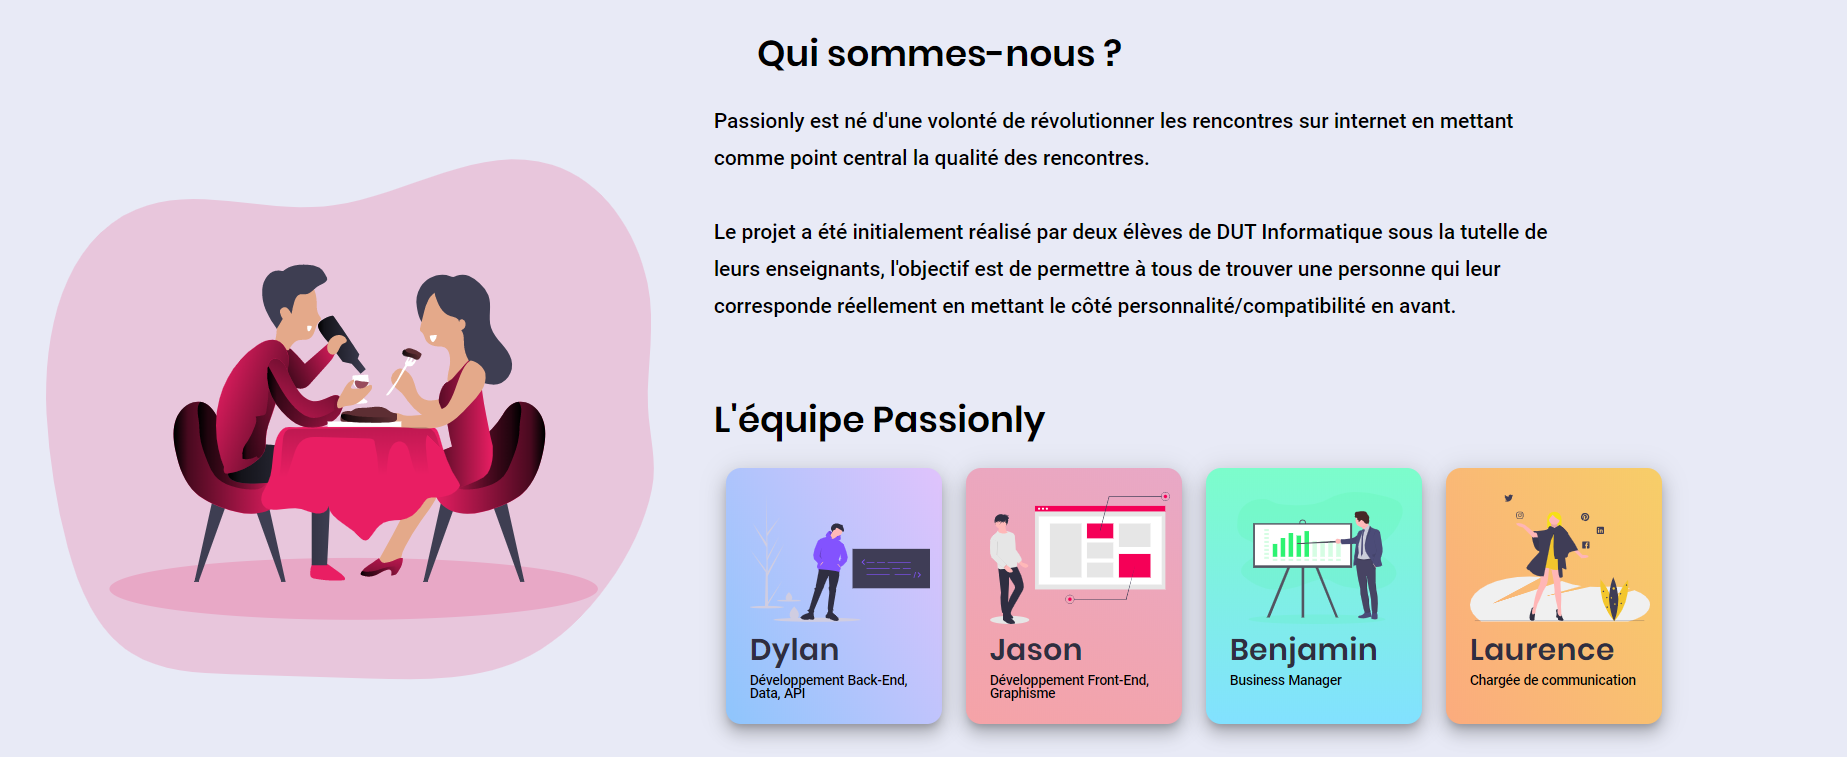 Qui sommes-nous ?
Passionly est né d'une volonté de révolutionner les rencontres sur internet en mettant
comme point central la qualité des rencontres.
Le projet a été initialement réalisé par deux élèves de DUT Informatique sous la tutelle de
leurs enseignants, l'objectif est de permettre à tous de trouver une personne qui leur
corresponde réellement en mettant le côté personnalité/compatibilité en avant.
L'équipe Passionly
Dylan
Développement Back-End,
Data, API
Jason
Développement Front-End,
Graphisme
Benjamin
Business Manager
Laurence
Chargée de communication